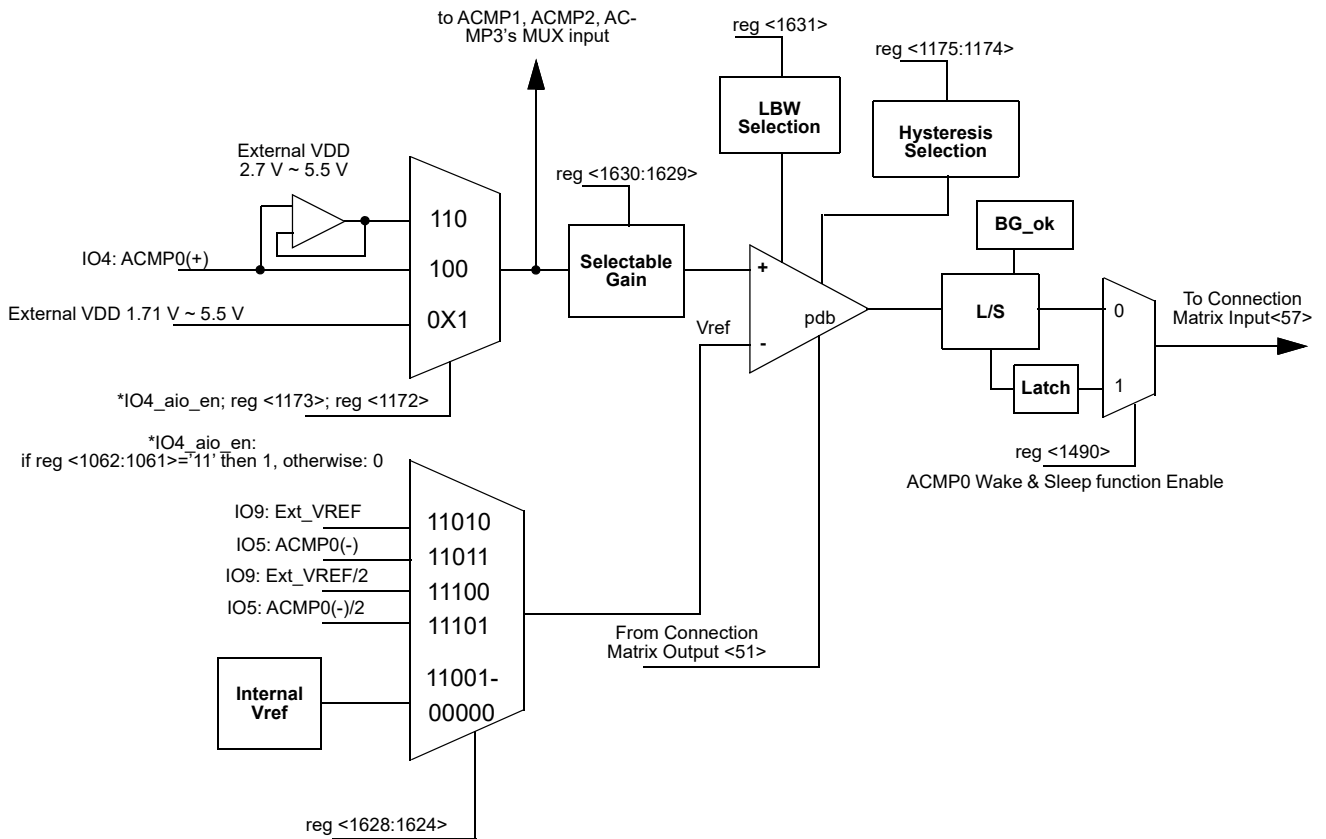 to ACMP1, ACMP2, AC-
MP3's MUX input
reg <1631>
reg <1175:1174>
LBW
Selection
Hysteresis
Selection
External VDD
2.7 V ~ 5.5 V
reg <1630:1629>
110
BG_ok
IO4: ACMP0(+)
100
Selectable
Gain
+
External VDD 1.71 V ~ 5.5 V
0X1
Vref
-
pdb
L/S
0
To Connection
Matrix Input<57>
Latch
1
*IO4_aio_en; reg <1173>; reg <1172>
*IO4_aio_en:
if reg <1062:1061>='11' then 1, otherwise: 0
reg <1490>
ACMP0 Wake & Sleep function Enable
IO9: Ext_VREF
11010
IO5: ACMP0(-)
11011
IO9: Ext_VREF/2
11100
IO5: ACMP0(-)/2
11101
From Connection
Matrix Output <51>
Internal
Vref
11001-
00000
reg <1628:1624>